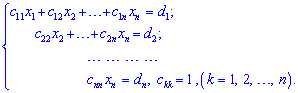 c₁₁x₁+c₁₂x₂+…+c₁ₙxₙ=d₁;
c₂₂x₂+…+c₂ₙxₙ=d₂;
… … … …
cₙₙxₙ=dₙ, cₖₖ=1,(k=1, 2, …, n).